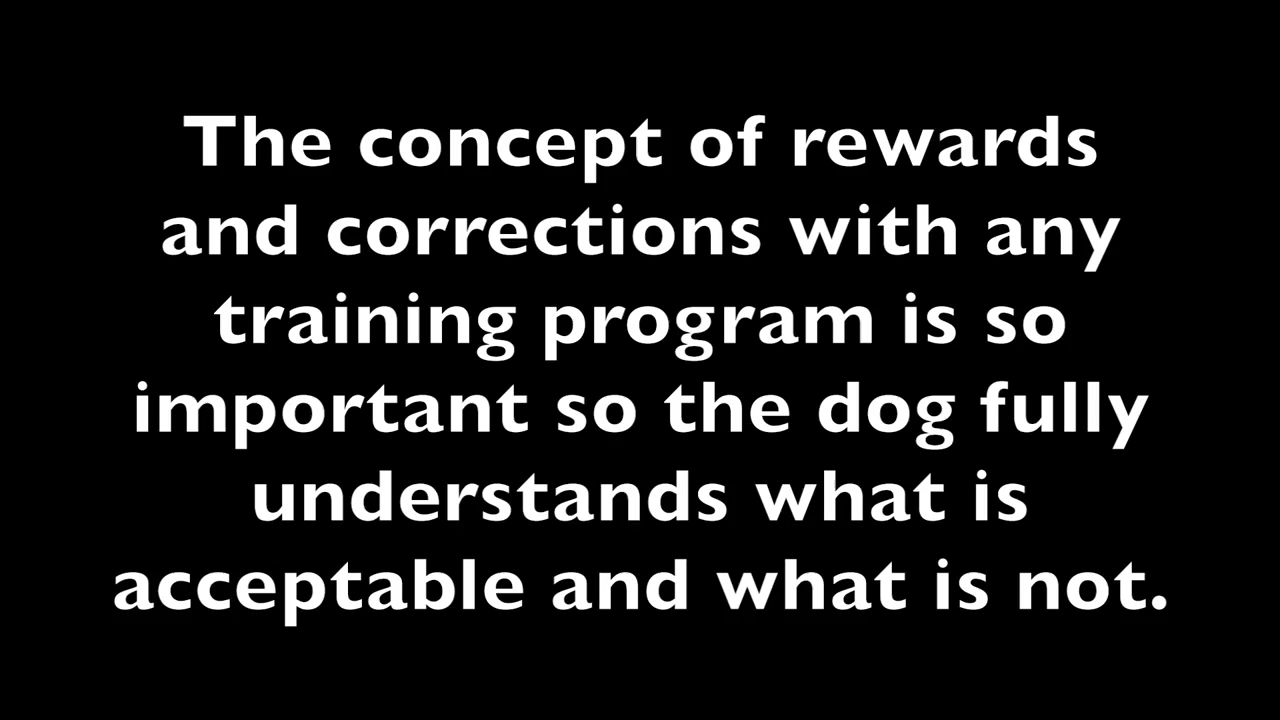 The concept of rewards
and corrections with any
training program is so
important so the dog fully
understands what is
acceptable and what is not.